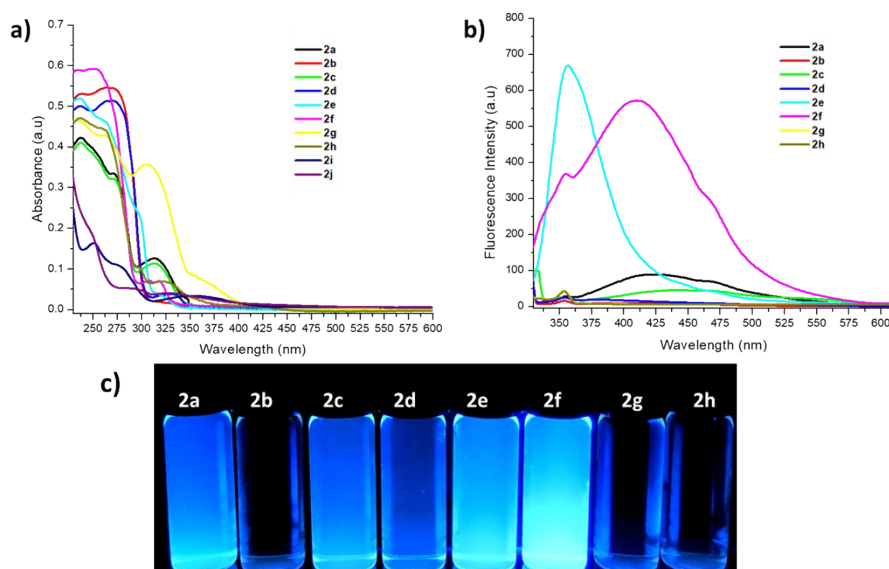 a)
Absorbance (a.u)
0.7
0.6
0.5
0.4
0.3
0.2
0.1
0.0
250 275 300 325 350 375 400 425 450 475 500 525 550 575 600
Wavelength (nm)
2a
2b
2c
2d
2e
2f
2g
2h
2i
2j
b)
Fluorescence Intensity (a.u)
800
700
600
500
400
300
200
100
0
350 375 400 425 450 475 500 525 550 575 600
Wavelength (nm)
2a
2b
2c
2d
2e
2f
2g
2h
c)
2a 2b 2c 2d 2e 2f 2g 2h